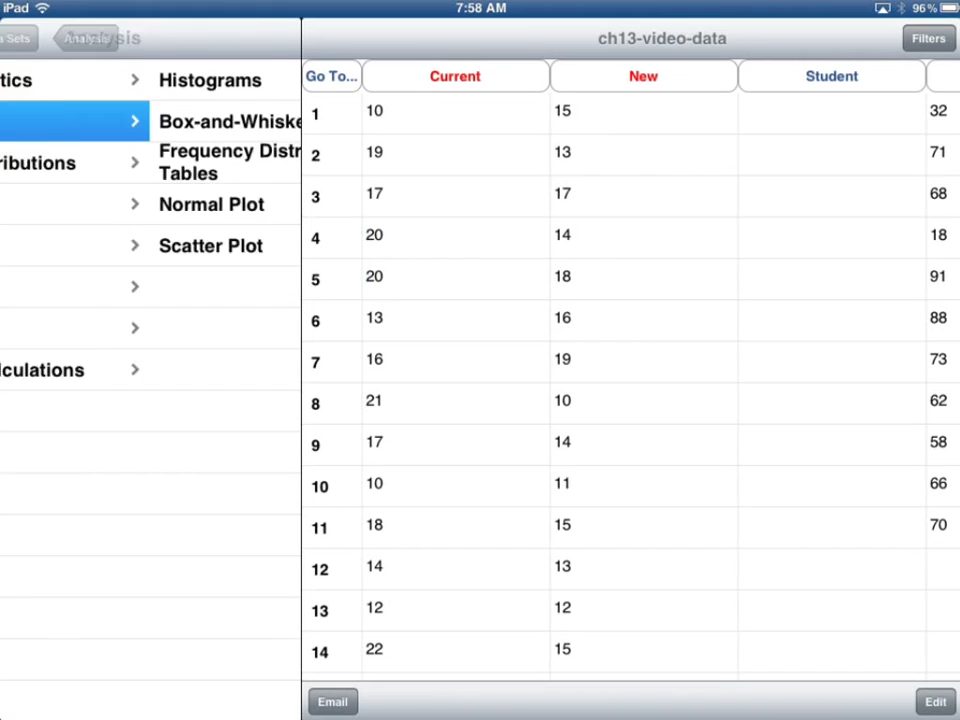 iPad 7:58 AM 96%
Sets Analysis ch13-video-data Filters
Go To... Current New Student
tics Histograms
Box-and-Whiske
ributions Frequency Distr
Tables
Normal Plot
Scatter Plot
lculations
1 10 15 32
2 19 13 71
3 17 17 68
4 20 14 18
5 20 18 91
6 13 16 88
7 16 19 73
8 21 10 62
9 17 14 58
10 10 11 66
11 18 15 70
12 14 13
13 12 12
14 22 15
Email Edit